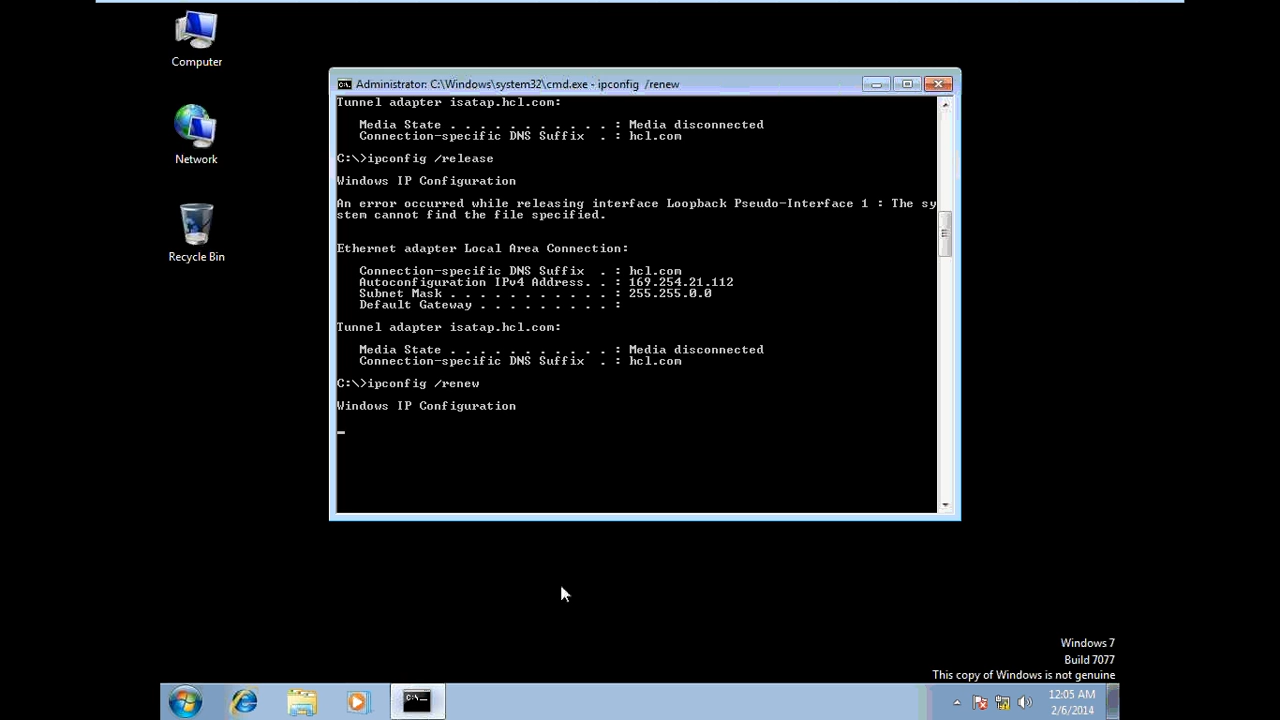 Computer
Network
Recycle Bin
Administrator: C:\Windows\system32\cmd.exe - ipconfig /renew
Tunnel adapter isatap.hcl.com:
Media State . . . . . . . . . . . : Media disconnected
Connection-specific DNS Suffix . : hcl.com
C:\>ipconfig /release
Windows IP Configuration
An error occurred while releasing interface Loopback Pseudo-Interface 1 : The sy
stem cannot find the file specified.
Ethernet adapter Local Area Connection:
Connection-specific DNS Suffix . : hcl.com
Autoconfiguration IPv4 Address. . : 169.254.21.112
Subnet Mask . . . . . . . . . . . : 255.255.0.0
Default Gateway . . . . . . . . . :
Tunnel adapter isatap.hcl.com:
Media State . . . . . . . . . . . : Media disconnected
Connection-specific DNS Suffix . : hcl.com
C:\>ipconfig /renew
Windows IP Configuration
Windows 7
Build 7077
This copy of Windows is not genuine
C:\
12:05 AM
2/6/2014